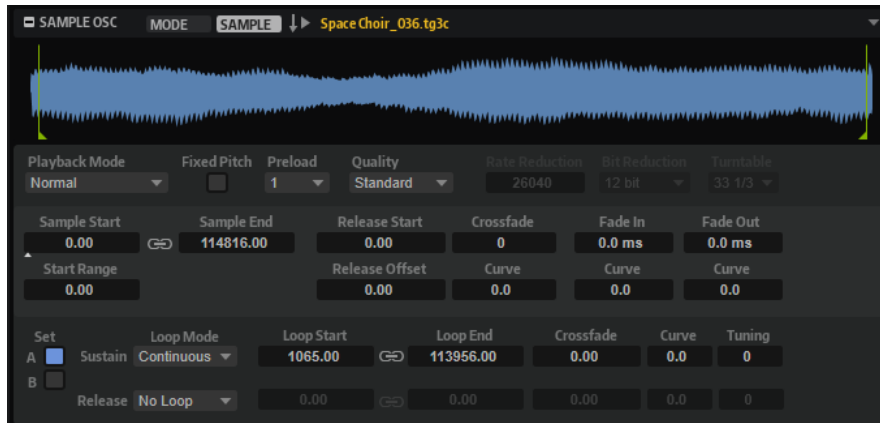 SAMPLE OSC MODE SAMPLE Space Choir_036.tg3c
Playback Mode Fixed Pitch Preload Quality Rate Reduction Bit Reduction Turntable
Normal 1 Standard 26040 12 bit 33 1/3
Sample Start Sample End Release Start Crossfade Fade In Fade Out
0.00 114816.00 0.00 0 0.0 ms 0.0 ms
Start Range Release Offset Curve Curve Curve
0.00 0.00 0.0 0.0 0.0
Set Loop Mode Loop Start Loop End Crossfade Curve Tuning
A Sustain Continuous 1065.00 113956.00 0.00 0.0 0
B
Release No Loop 0.00 0.00 0.00 0.0 0